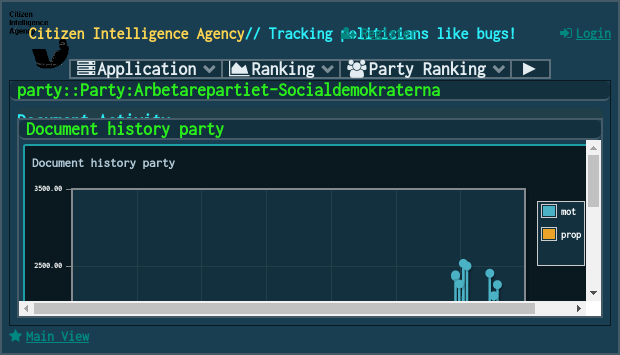 Citizen
Intelligence
Agency
Citizen Intelligence Agency// Tracking politicians like bugs!
Login
Application
Ranking
Party Ranking
party::Party:Arbetarepartiet-Socialdemokraterna
Document Activity
Document history party
Document history party
3500.00
2500.00
mot
prop
Main View